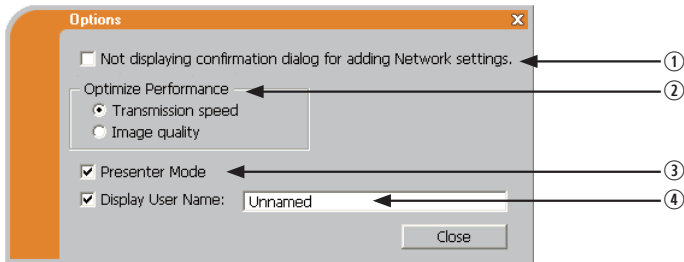 Options
Not displaying confirmation dialog for adding Network settings.
①
Optimize Performance
②
Transmission speed
Image quality
Presenter Mode
③
Display User Name: Unnamed
④
Close